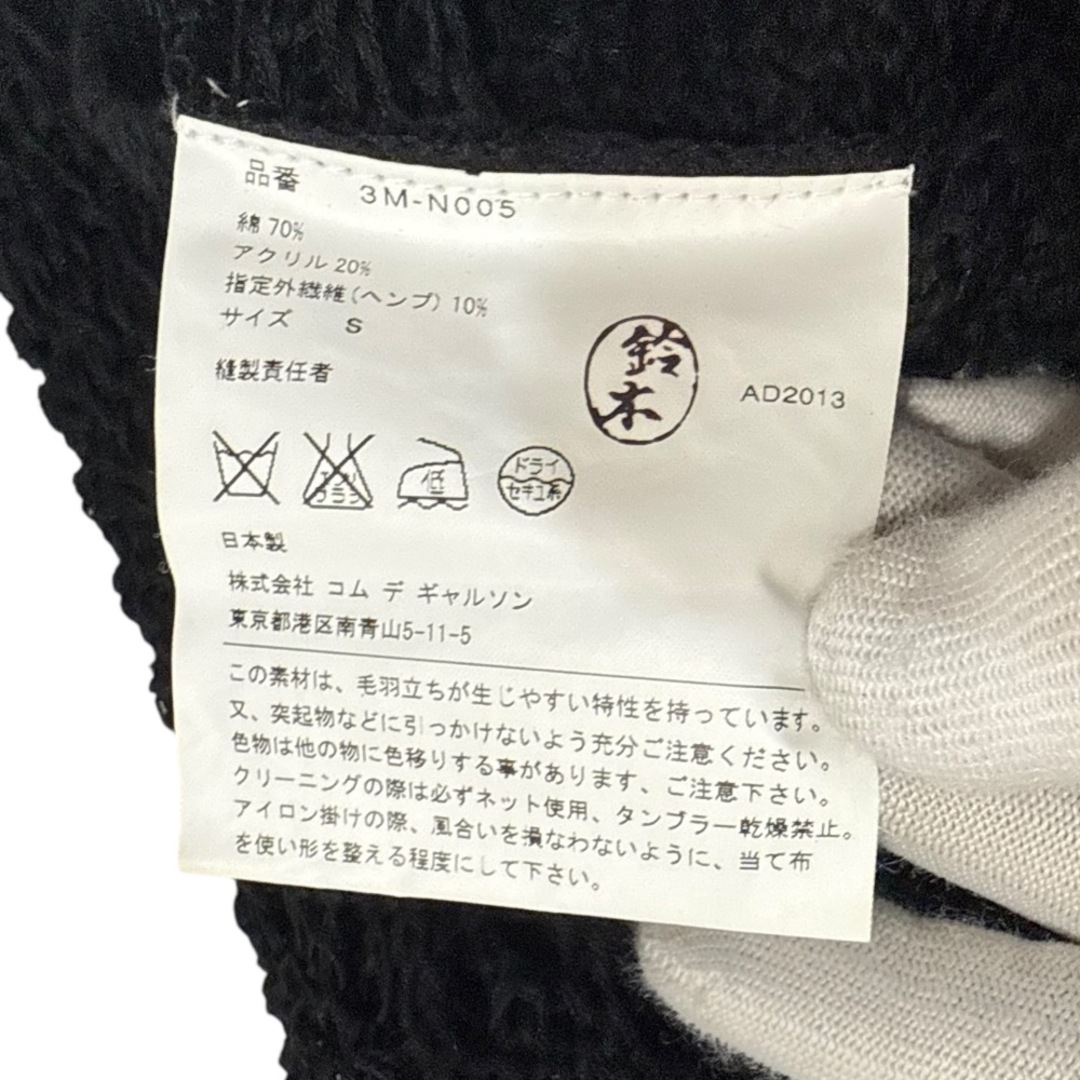 品番 3M-N005
綿 70%
アクリル 20%
指定外繊維(ヘンプ) 10%
サイズ S
縫製責任者
鈴木
AD2013
エンソ
サラシ
低
ドライ
セキユ系
日本製
株式会社 コム デ ギャルソン
東京都港区南青山5-11-5
この素材は、毛羽立ちが生じやすい特性を持っています。
又、突起物などに引っかけないよう充分ご注意ください。
色物は他の物に色移りする事があります、ご注意下さい。
クリーニングの際は必ずネット使用、タンブラー乾燥禁止。
アイロン掛けの際、風合いを損なわないように、当て布
を使い形を整える程度にして下さい。